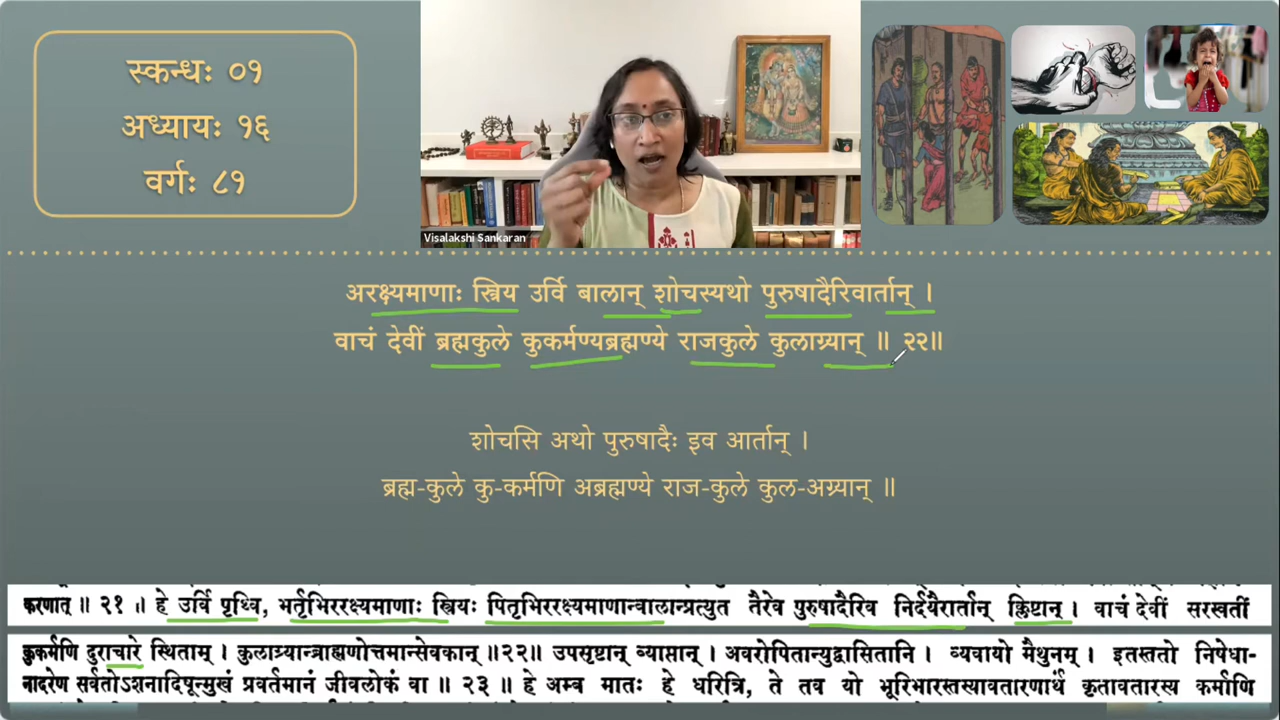 स्कन्धः ०१
अध्यायः १६
वर्गः ८१
Visalakshi Sankaran
अरक्ष्यमाणाः स्त्रिय उर्वि बालान् शोचस्यथो पुरुषादैरिवार्तान् ।
वाचं देवीं ब्रह्मकुले कुकर्मण्यब्रह्मण्ये राजकुले कुलाग्र्यान् ॥ २२॥
शोचसि अथो पुरुषादैः इव आर्तान् ।
ब्रह्म-कुले कु-कर्मणि अब्रह्मण्ये राज-कुले कुल-अग्र्यान् ॥
करणात् ॥ २१ ॥ हे उर्वि पृथ्वि, भर्तृभिररक्ष्यमाणाः स्त्रियः पितृभिररक्ष्यमाणान्बालान्प्रत्युत तैरेव पुरुषादैरिव निर्दयैरार्तान् क्लिष्टान् । वाचं देवीं सरस्वतीं
कुकर्मणि दुराचारे स्थिताम् । कुलाग्र्यान्ब्राह्मणोत्तमान्सेवकान् ॥२२॥ उपसृष्टान् व्याप्तान् । अवरोपितान्युद्वासितानि । व्यवायो मैथुनम् । इतस्ततो निषेधा-
नादरेण सर्वतोऽशनादिषून्मुखं प्रवर्तमानं जीवलोकं वा ॥ २३ ॥ हे अम्ब मातः हे धरित्रि, ते तव यो भूरिभारस्तस्यावतारणार्थं कृतावतारस्य कर्माणि